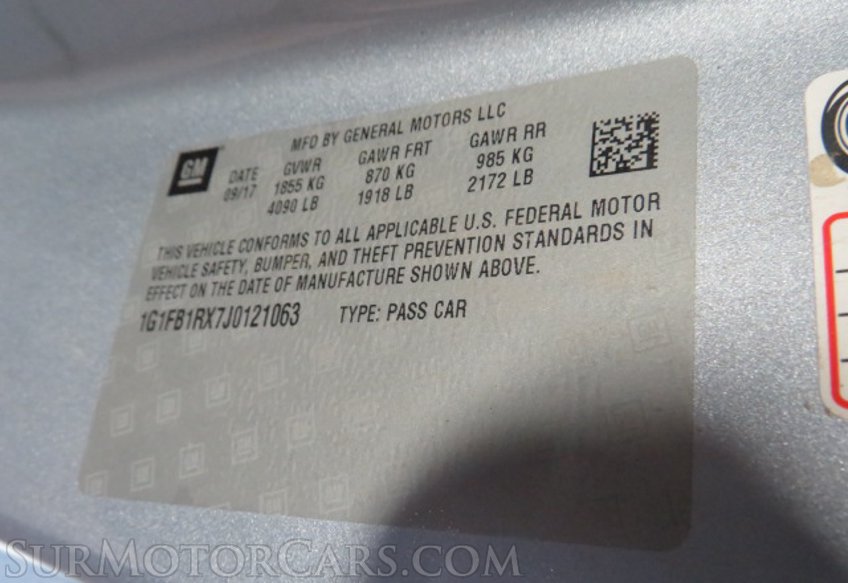 MFD BY GENERAL MOTORS LLC
GM
DATE GVWR GAWR FRT GAWR RR
09/17 1855 KG 870 KG 985 KG
4090 LB 1918 LB 2172 LB
THIS VEHICLE CONFORMS TO ALL APPLICABLE U.S. FEDERAL MOTOR
VEHICLE SAFETY, BUMPER, AND THEFT PREVENTION STANDARDS IN
EFFECT ON THE DATE OF MANUFACTURE SHOWN ABOVE.
1G1FB1RX7J0121063 TYPE: PASS CAR
SURMOTORCARS.COM